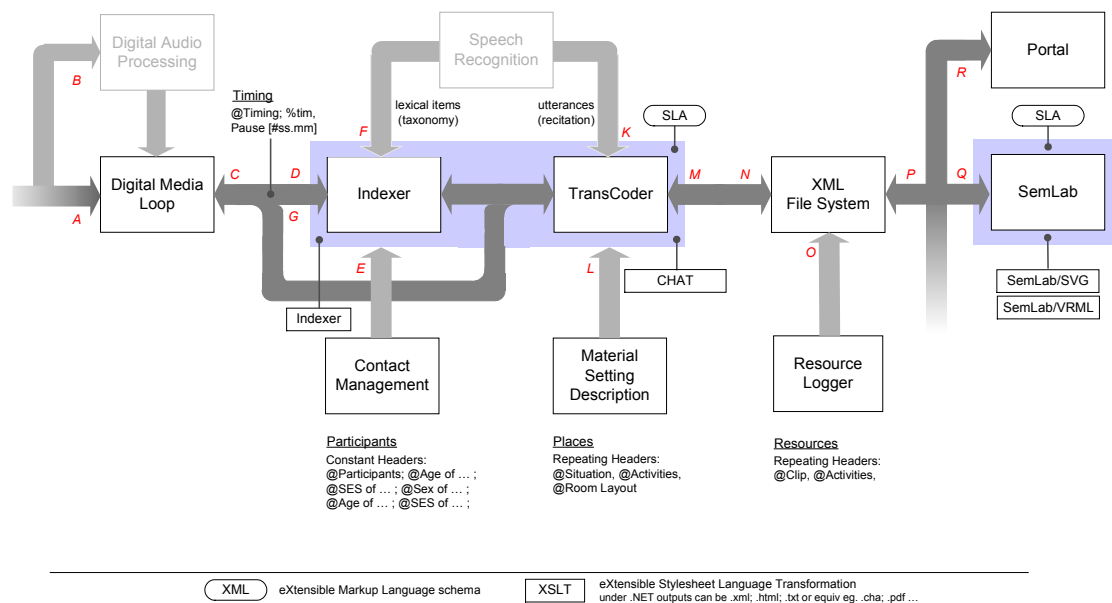 Digital Audio
Processing
Speech
Recognition
Portal
B
R
Timing
@Timing; %tim,
Pause [#ss.mm]
lexical items
(taxonomy)
utterances
(recitation)
F
K
SLA
SLA
Digital Media
Loop
Indexer
TransCoder
XML
File System
SemLab
A
C
D
G
M
N
P
Q
E
L
O
Indexer
CHAT
SemLab/SVG
SemLab/VRML
Contact
Management
Material
Setting
Description
Resource
Logger
Participants
Constant Headers:
@Participants; @Age of … ;
@SES of … ; @Sex of … ;
@Age of … ; @SES of … ;
Places
Repeating Headers:
@Situation, @Activities,
@Room Layout
Resources
Repeating Headers:
@Clip, @Activities,
XML
eXtensible Markup Language schema
XSLT
eXtensible Stylesheet Language Transformation
under .NET outputs can be .xml; .html; .txt or equiv eg. .cha; .pdf …